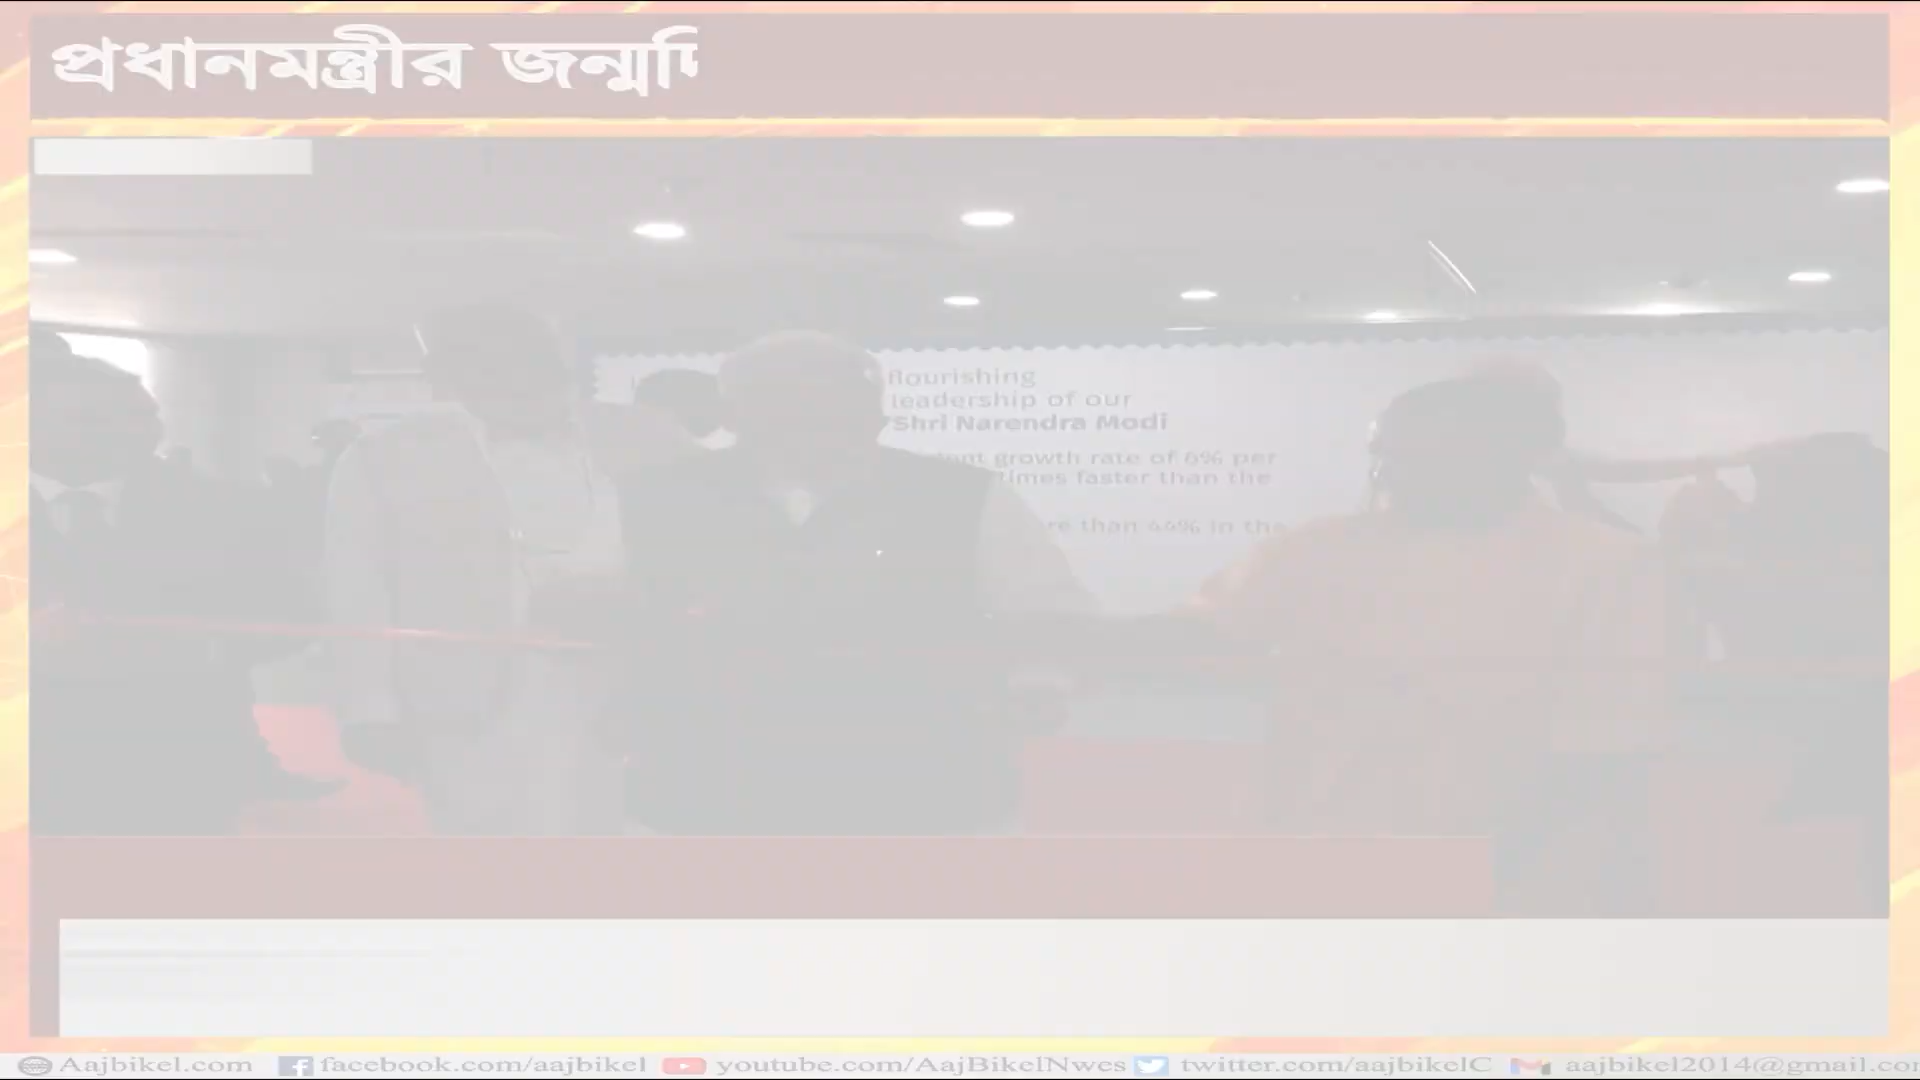 প্রধানমন্ত্রীর জন্মদি
flourishing
leadership of our
Shri Narendra Modi
growth rate of 6% per
times faster than the
than 44% in the
Aajbikel.com facebook.com/aajbikel youtube.com/AajBikelNwes twitter.com/aajbikelC aajbikel2014@gmail.co